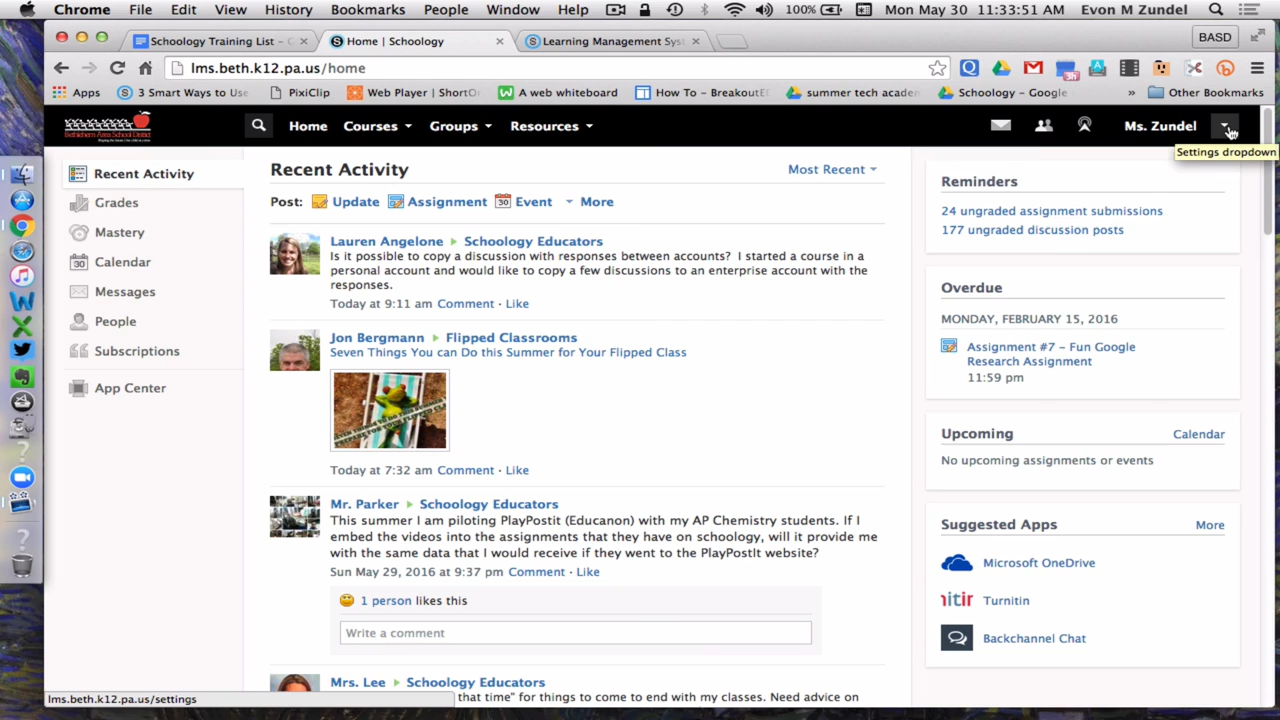 Chrome File Edit View History Bookmarks People Window Help 100% Mon May 30 11:33:51 AM Evon M Zundel
Schoology Training List - Home | Schoology Learning Management Sys BASD
lms.beth.k12.pa.us/home
Apps 3 Smart Ways to Use PixiClip Web Player | ShortO A web whiteboard How To - BreakoutE summer tech academ Schoology - Google » Other Bookmarks
Bethlehem Area School District
Home Courses Groups Resources Ms. Zundel
Settings dropdown
Recent Activity
Grades
Mastery
Calendar
Messages
People
Subscriptions
App Center
Recent Activity Most Recent
Post: Update Assignment Event More
Lauren Angelone Schoology Educators
Is it possible to copy a discussion with responses between accounts? I started a course in a
personal account and would like to copy a few discussions to an enterprise account with the
responses.
Today at 9:11 am Comment · Like
Jon Bergmann Flipped Classrooms
Seven Things You can Do this Summer for Your Flipped Class
Today at 7:32 am Comment · Like
Mr. Parker Schoology Educators
This summer I am piloting PlayPostit (Educanon) with my AP Chemistry students. If I
embed the videos into the assignments that they have on schoology, will it provide me
with the same data that I would receive if they went to the PlayPostIt website?
Sun May 29, 2016 at 9:37 pm Comment · Like
1 person likes this
Write a comment
Mrs. Lee Schoology Educators
that time" for things to come to end with my classes. Need advice on
Reminders
24 ungraded assignment submissions
177 ungraded discussion posts
Overdue
MONDAY, FEBRUARY 15, 2016
Assignment #7 - Fun Google
Research Assignment
11:59 pm
Upcoming Calendar
No upcoming assignments or events
Suggested Apps More
Microsoft OneDrive
Turnitin
Backchannel Chat
lms.beth.k12.pa.us/settings